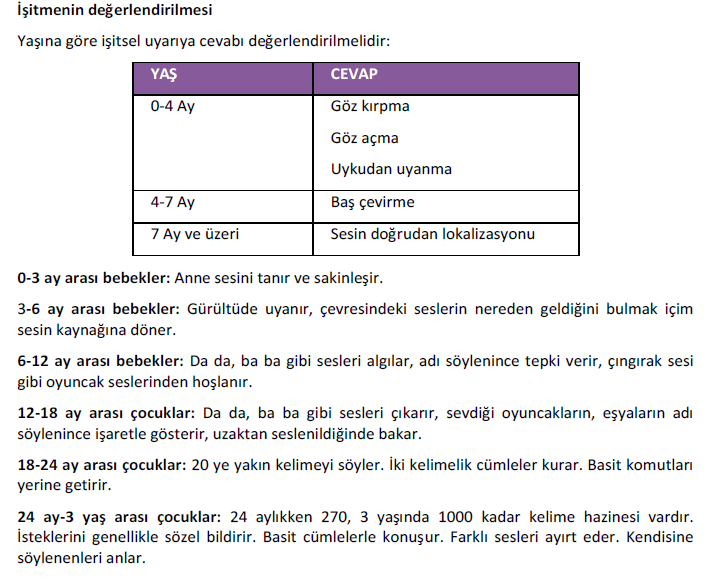 İşitmenin değerlendirilmesi
Yaşına göre işitsel uyarıya cevabı değerlendirilmelidir:
YAŞ CEVAP
0-4 Ay Göz kırpma
Göz açma
Uykudan uyanma
4-7 Ay Baş çevirme
7 Ay ve üzeri Sesin doğrudan lokalizasyonu
0-3 ay arası bebekler: Anne sesini tanır ve sakinleşir.
3-6 ay arası bebekler: Gürültüde uyanır, çevresindeki seslerin nereden geldiğini bulmak içim
sesin kaynağına döner.
6-12 ay arası bebekler: Da da, ba ba gibi sesleri algılar, adı söylenince tepki verir, çıngırak sesi
gibi oyuncak seslerinden hoşlanır.
12-18 ay arası çocuklar: Da da, ba ba gibi sesleri çıkarır, sevdiği oyuncakların, eşyaların adı
söylenince işaretle gösterir, uzaktan seslenildiğinde bakar.
18-24 ay arası çocuklar: 20 ye yakın kelimeyi söyler. İki kelimelik cümleler kurar. Basit komutları
yerine getirir.
24 ay-3 yaş arası çocuklar: 24 aylıkken 270, 3 yaşında 1000 kadar kelime hazinesi vardır.
İsteklerini genellikle sözel bildirir. Basit cümlelerle konuşur. Farklı sesleri ayırt eder. Kendisine
söylenenleri anlar.